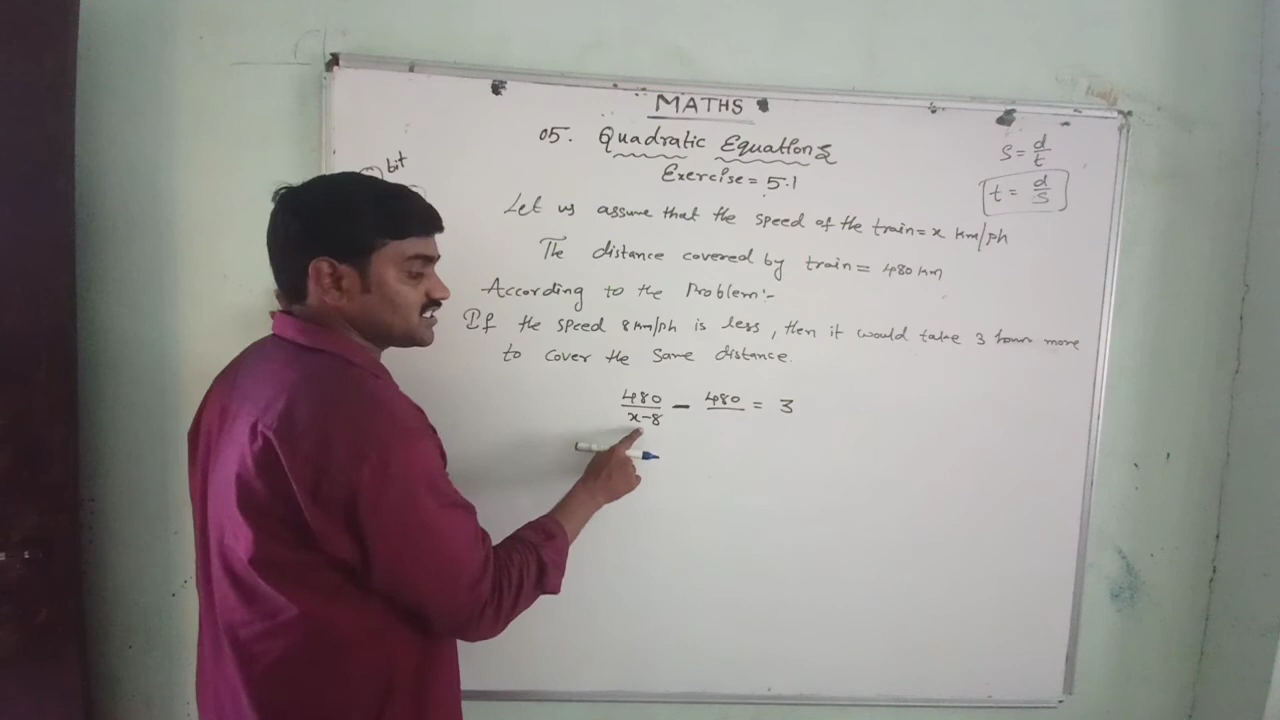 MATHS
05. Quadratic Equations
Exercise = 5.1
S = d/t
t = d/s
bit
Let us assume that the speed of the train = x km/ph
The distance covered by train = 480 km
According to the Problem:-
If the speed 8km/ph is less, then it would take 3 hours more
to cover the same distance.
480/x-8 - 480/ = 3